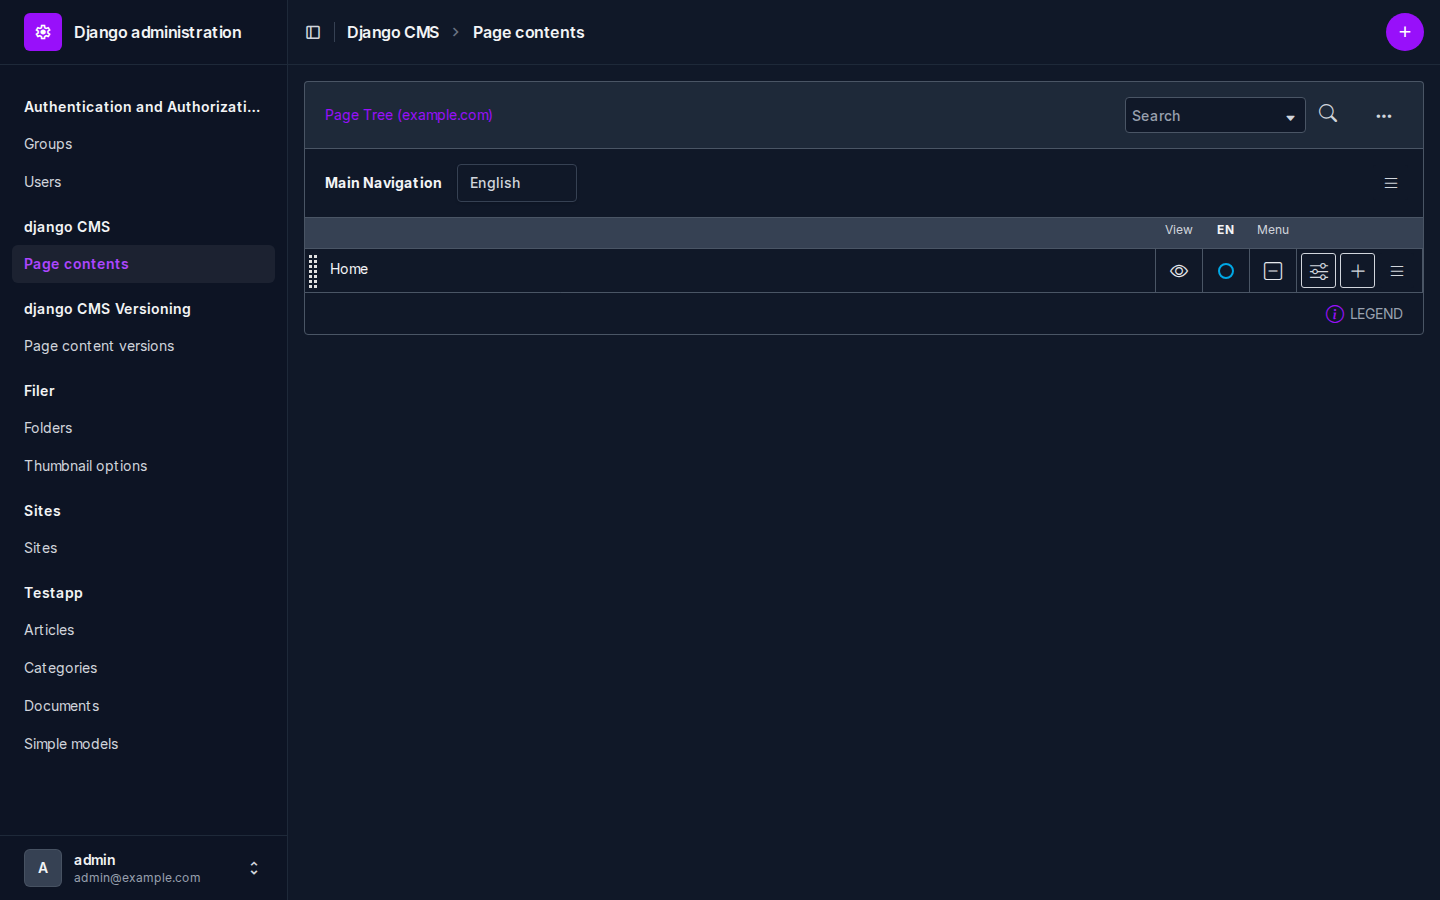 Django administration
Django CMS
Page contents
Authentication and Authorizati...
Groups
Users
django CMS
Page contents
django CMS Versioning
Page content versions
Filer
Folders
Thumbnail options
Sites
Sites
Testapp
Articles
Categories
Documents
Simple models
A
admin
admin@example.com
Page Tree (example.com)
Search
Main Navigation
English
View EN Menu
Home
LEGEND